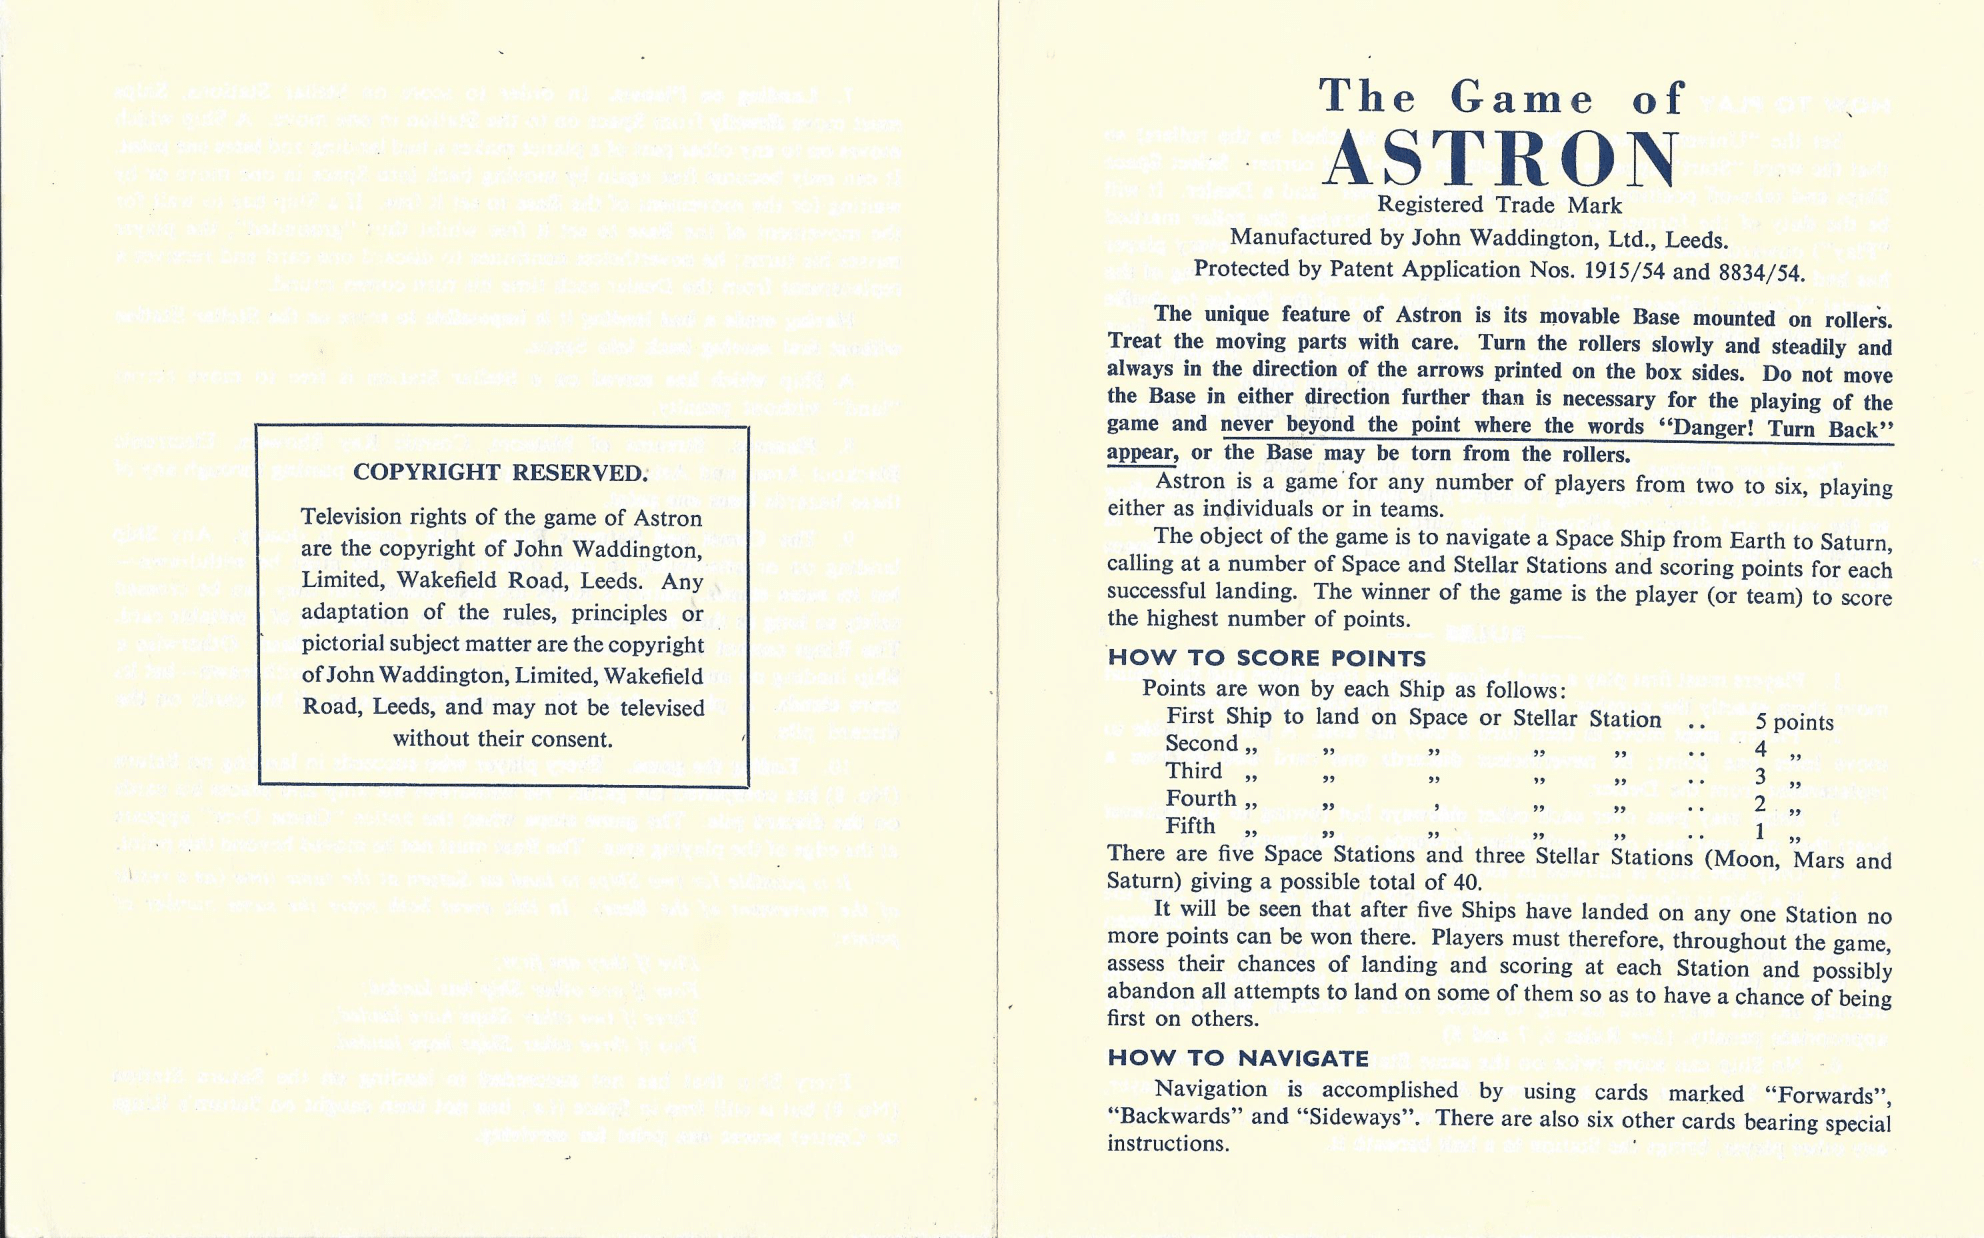 COPYRIGHT RESERVED.
Television rights of the game of Astron
are the copyright of John Waddington,
Limited, Wakefield Road, Leeds. Any
adaptation of the rules, principles or
pictorial subject matter are the copyright
of John Waddington, Limited, Wakefield
Road, Leeds, and may not be televised
without their consent.
The Game of
ASTRON
Registered Trade Mark
Manufactured by John Waddington, Ltd., Leeds.
Protected by Patent Application Nos. 1915/54 and 8834/54.
The unique feature of Astron is its movable Base mounted on rollers.
Treat the moving parts with care. Turn the rollers slowly and steadily and
always in the direction of the arrows printed on the box sides. Do not move
the Base in either direction further than is necessary for the playing of the
game and never beyond the point where the words “Danger! Turn Back”
appear, or the Base may be torn from the rollers.
Astron is a game for any number of players from two to six, playing
either as individuals or in teams.
The object of the game is to navigate a Space Ship from Earth to Saturn,
calling at a number of Space and Stellar Stations and scoring points for each
successful landing. The winner of the game is the player (or team) to score
the highest number of points.
HOW TO SCORE POINTS
Points are won by each Ship as follows:
First Ship to land on Space or Stellar Station .. 5 points
Second „ „ „ „ „ .. 4 „
Third „ „ „ „ „ .. 3 „
Fourth „ „ , „ „ .. 2 „
Fifth „ „ „ „ „ .. 1 „
There are five Space Stations and three Stellar Stations (Moon, Mars and
Saturn) giving a possible total of 40.
It will be seen that after five Ships have landed on any one Station no
more points can be won there. Players must therefore, throughout the game,
assess their chances of landing and scoring at each Station and possibly
abandon all attempts to land on some of them so as to have a chance of being
first on others.
HOW TO NAVIGATE
Navigation is accomplished by using cards marked “Forwards”,
“Backwards” and “Sideways”. There are also six other cards bearing special
instructions.